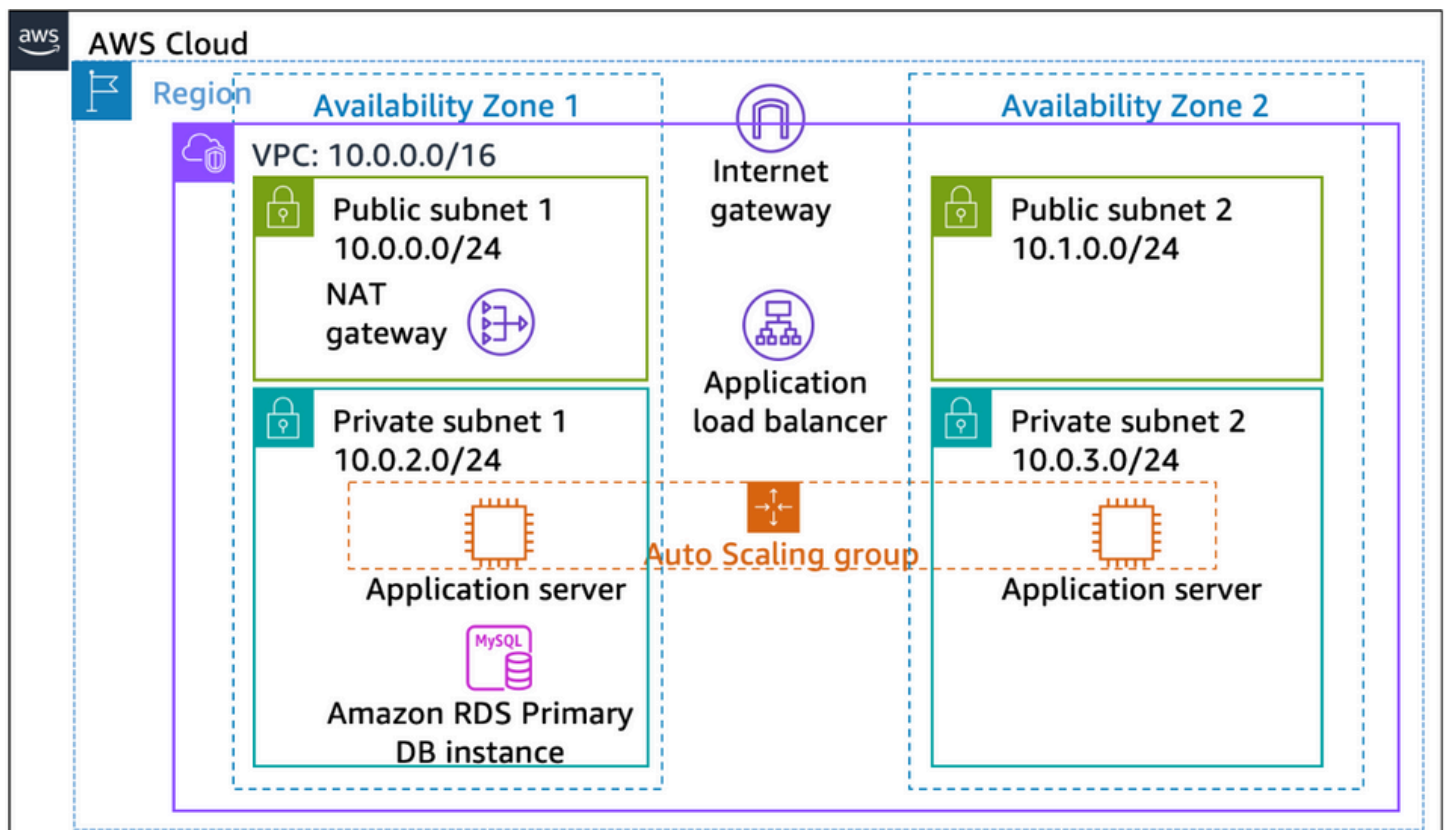 aws
AWS Cloud
Region
Availability Zone 1
Availability Zone 2
VPC: 10.0.0.0/16
Internet
gateway
Public subnet 1
10.0.0.0/24
NAT
gateway
Public subnet 2
10.1.0.0/24
Application
load balancer
Private subnet 1
10.0.2.0/24
Private subnet 2
10.0.3.0/24
Auto Scaling group
Application server
Application server
MySQL
Amazon RDS Primary
DB instance